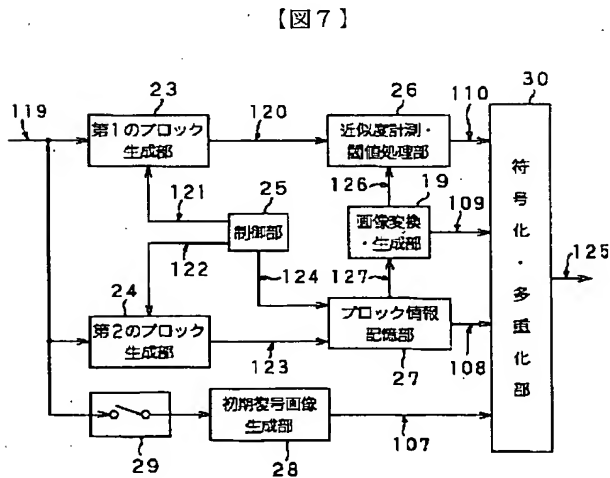 【図7】
30
23
26
119
120
110
第1のブロック
生成部
近似度計測・
閾値処理部
121
126
19
25
109
制御部
画像変換
・生成部
122
124
127
125
24
第2のブロック
生成部
ブロック情報
記憶部
123
108
27
初期復号画像
生成部
107
29
28
符号化・多重化部